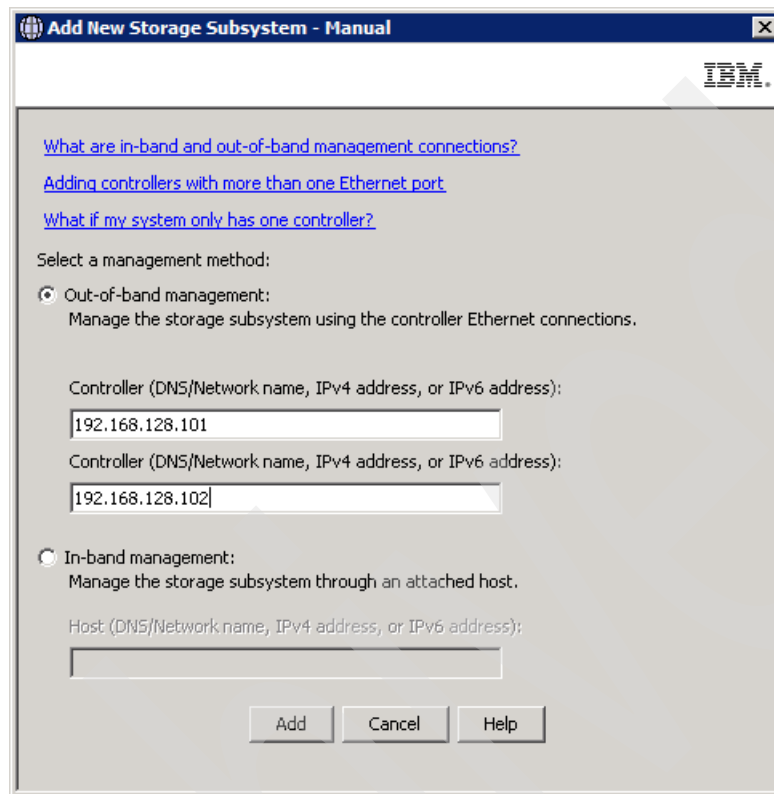 Add New Storage Subsystem - Manual
IBM.
What are in-band and out-of-band management connections?
Adding controllers with more than one Ethernet port
What if my system only has one controller?
Select a management method:
Out-of-band management:
Manage the storage subsystem using the controller Ethernet connections.
Controller (DNS/Network name, IPv4 address, or IPv6 address):
192.168.128.101
Controller (DNS/Network name, IPv4 address, or IPv6 address):
192.168.128.102
In-band management:
Manage the storage subsystem through an attached host.
Host (DNS/Network name, IPv4 address, or IPv6 address):
Add Cancel Help